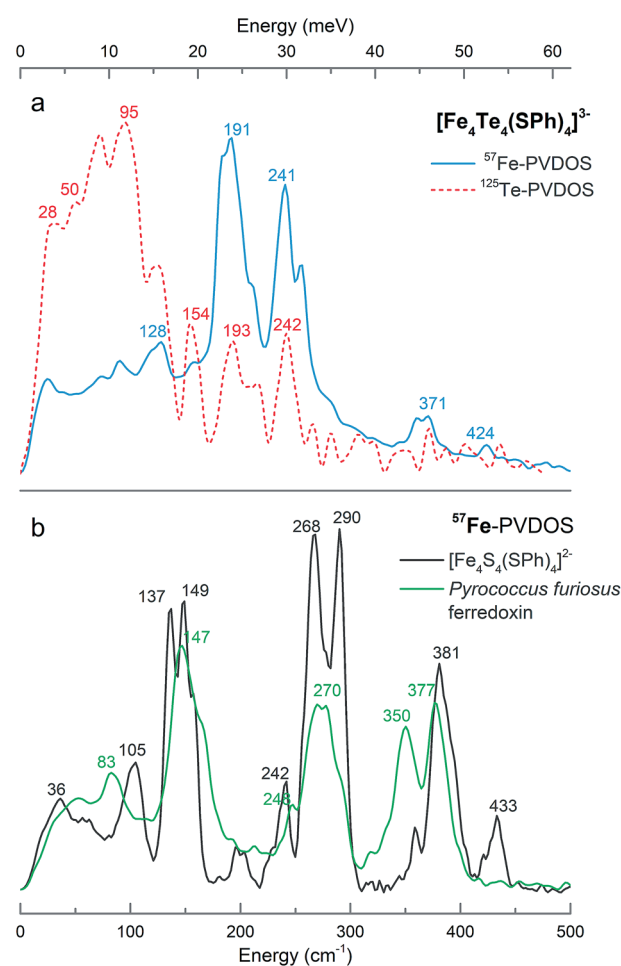 Energy (meV)
0 10 20 30 40 50 60
a
[Fe4Te4(SPh)4]3-
57Fe-PVDOS
125Te-PVDOS
28
50
95
128
154
191
193
241
242
371
424
b
57Fe-PVDOS
[Fe4S4(SPh)4]2-
Pyrococcus furiosus
ferredoxin
36
83
105
137
149
147
242
268
290
270
350
377
381
433
0 100 200 300 400 500
Energy (cm-1)